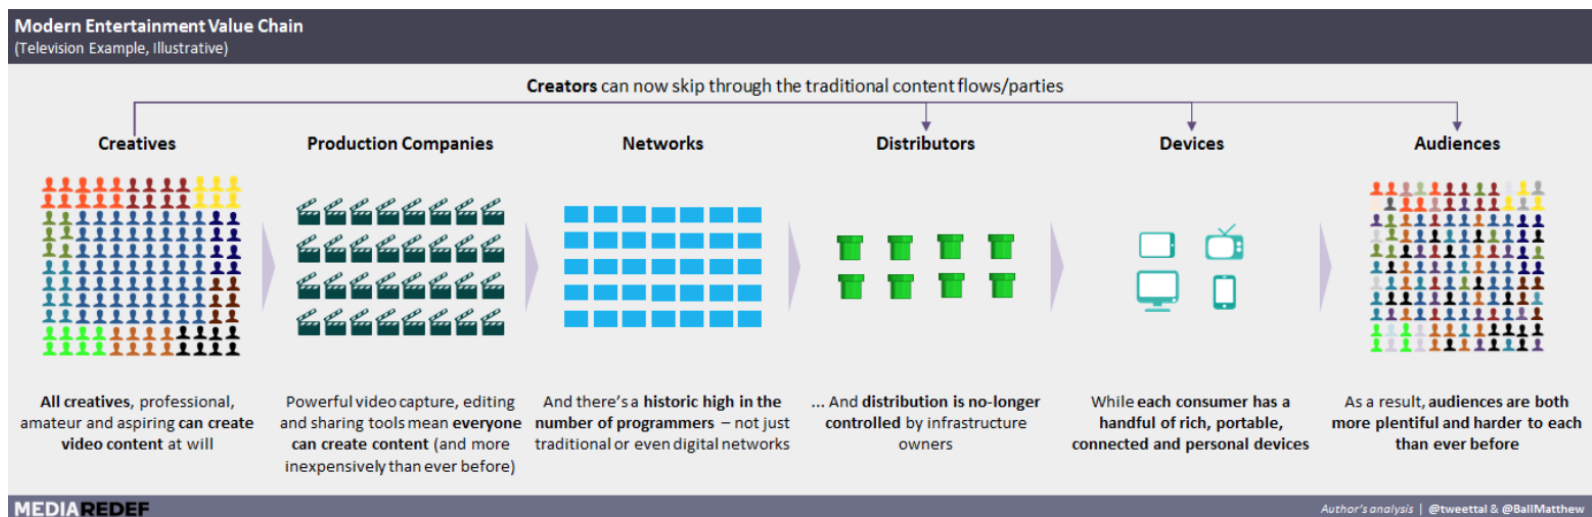 Modern Entertainment Value Chain
(Television Example, Illustrative)
Creators can now skip through the traditional content flows/parties
Creatives
Production Companies
Networks
Distributors
Devices
Audiences
All creatives, professional,
amateur and aspiring can create
video content at will
Powerful video capture, editing
and sharing tools mean everyone
can create content (and more
inexpensively than ever before)
And there's a historic high in the
number of programmers – not just
traditional or even digital networks
... And distribution is no-longer
controlled by infrastructure
owners
While each consumer has a
handful of rich, portable,
connected and personal devices
As a result, audiences are both
more plentiful and harder to each
than ever before
MEDIAREDEF
Author's analysis | @tweettal & @BallMatthew